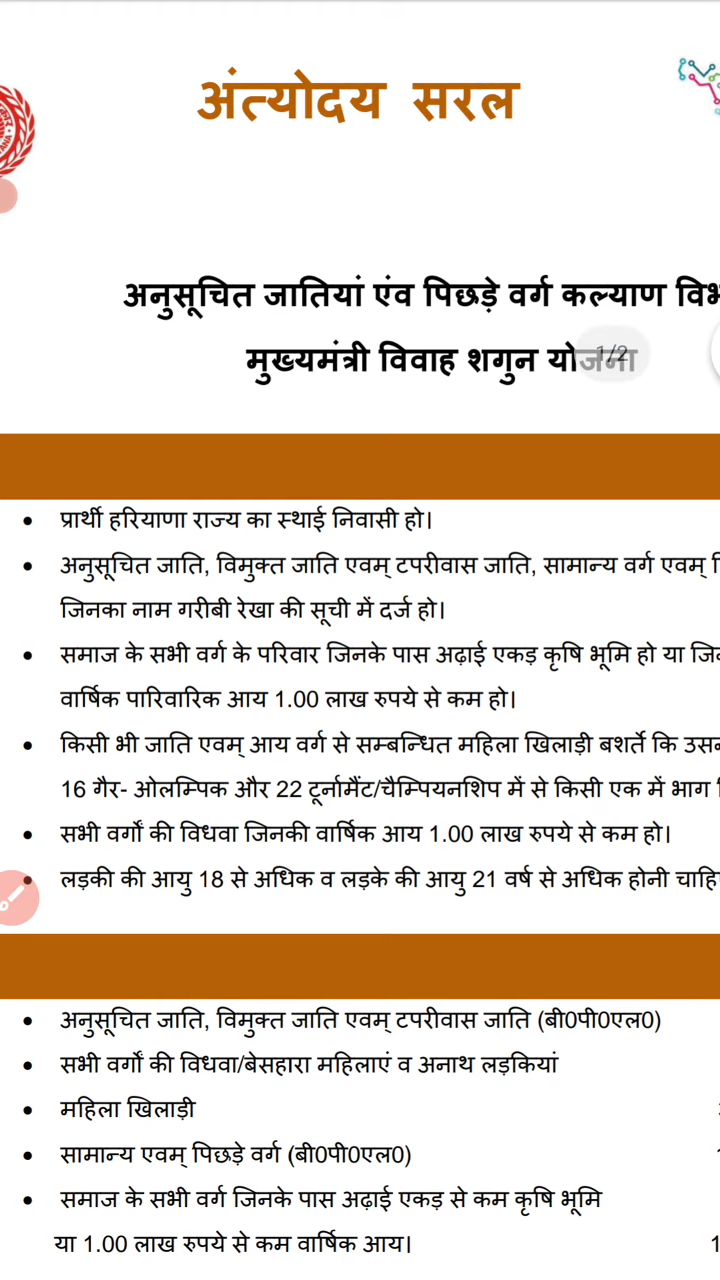 अंत्योदय सरल
अनुसूचित जातियां एंव पिछड़े वर्ग कल्याण
मुख्यमंत्री विवाह शगुन योजना
1/2
• प्रार्थी हरियाणा राज्य का स्थाई निवासी हो।
• अनुसूचित जाति, विमुक्त जाति एवम् टपरीवास जाति, सामान्य वर्ग एवम्
जिनका नाम गरीबी रेखा की सूची में दर्ज हो।
• समाज के सभी वर्ग के परिवार जिनके पास अढ़ाई एकड़ कृषि भूमि हो या
वार्षिक पारिवारिक आय 1.00 लाख रुपये से कम हो।
• किसी भी जाति एवम् आय वर्ग से सम्बन्धित महिला खिलाड़ी बशर्ते कि
16 गैर- ओलम्पिक और 22 टूर्नामैंट/चैम्पियनशिप में से किसी एक में भाग
• सभी वर्गों की विधवा जिनकी वार्षिक आय 1.00 लाख रुपये से कम हो।
• लड़की की आयु 18 से अधिक व लड़के की आयु 21 वर्ष से अधिक होनी
• अनुसूचित जाति, विमुक्त जाति एवम् टपरीवास जाति (बी0पी0एल0)
• सभी वर्गों की विधवा/बेसहारा महिलाएं व अनाथ लड़कियां
• महिला खिलाड़ी
• सामान्य एवम् पिछड़े वर्ग (बी0पी0एल0)
• समाज के सभी वर्ग जिनके पास अढ़ाई एकड़ से कम कृषि भूमि
या 1.00 लाख रुपये से कम वार्षिक आय।